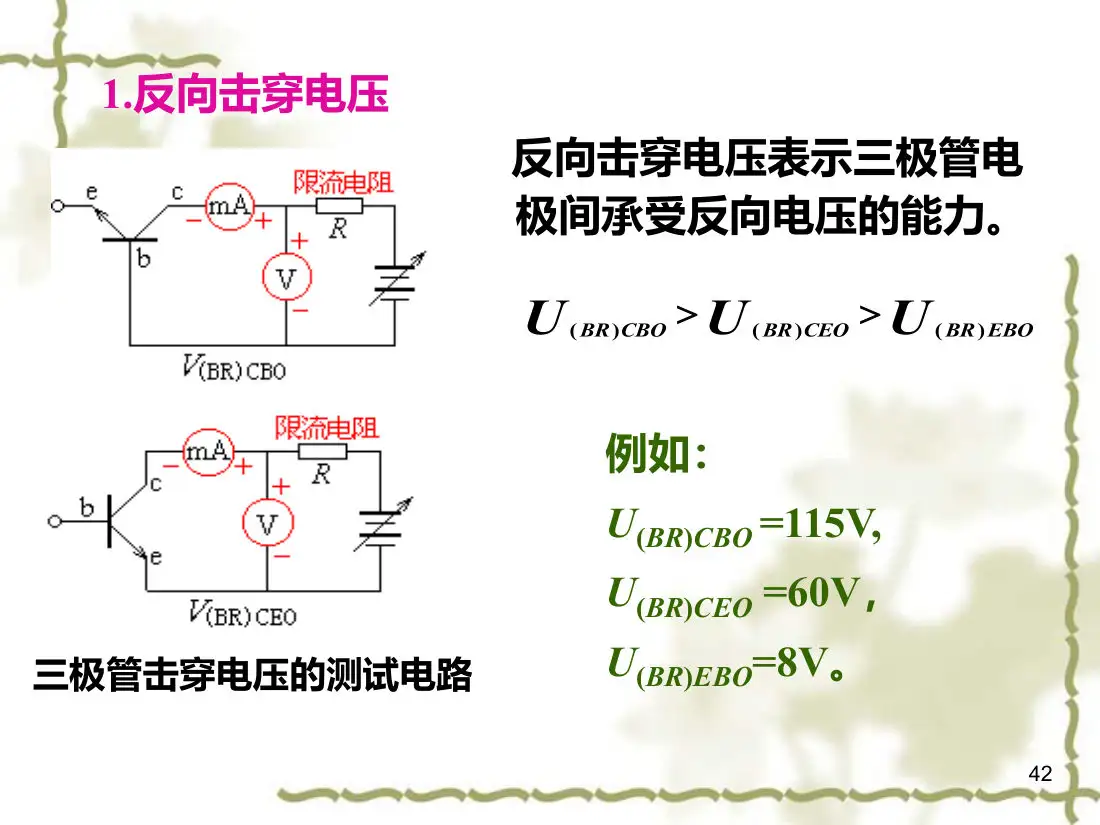 1.反向击穿电压
反向击穿电压表示三极管电
极间承受反向电压的能力。
U(BR)CBO > U(BR)CEO > U(BR)EBO
e
c
mA
限流电阻
− +
R
b
+
V
−
V(BR)CBO
限流电阻
mA
− +
R
c
b
+
V
e
−
V(BR)CEO
三极管击穿电压的测试电路
例如：
U(BR)CBO =115V,
U(BR)CEO =60V，
U(BR)EBO=8V。
42